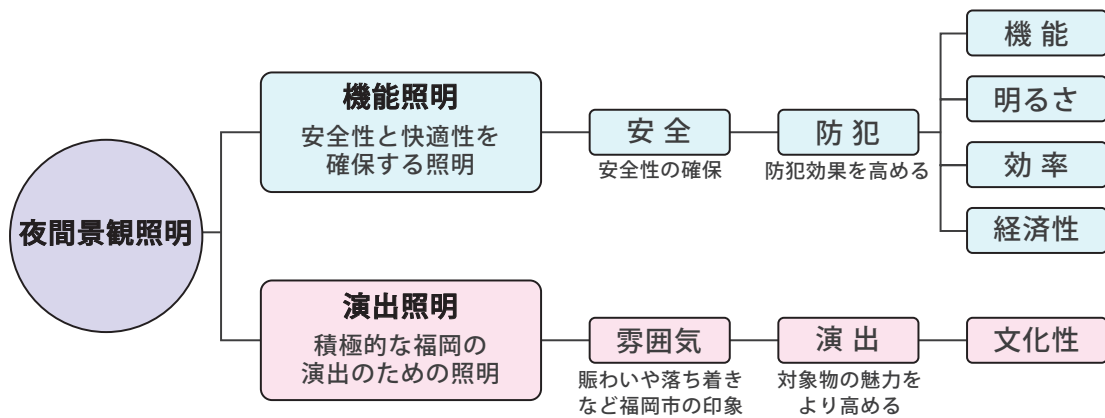 夜間景観照明
機能照明
安全性と快適性を
確保する照明
安全
安全性の確保
防犯
防犯効果を高める
機能
明るさ
効率
経済性
演出照明
積極的な福岡の
演出のための照明
雰囲気
賑わいや落ち着き
など福岡市の印象
演出
対象物の魅力を
より高める
文化性